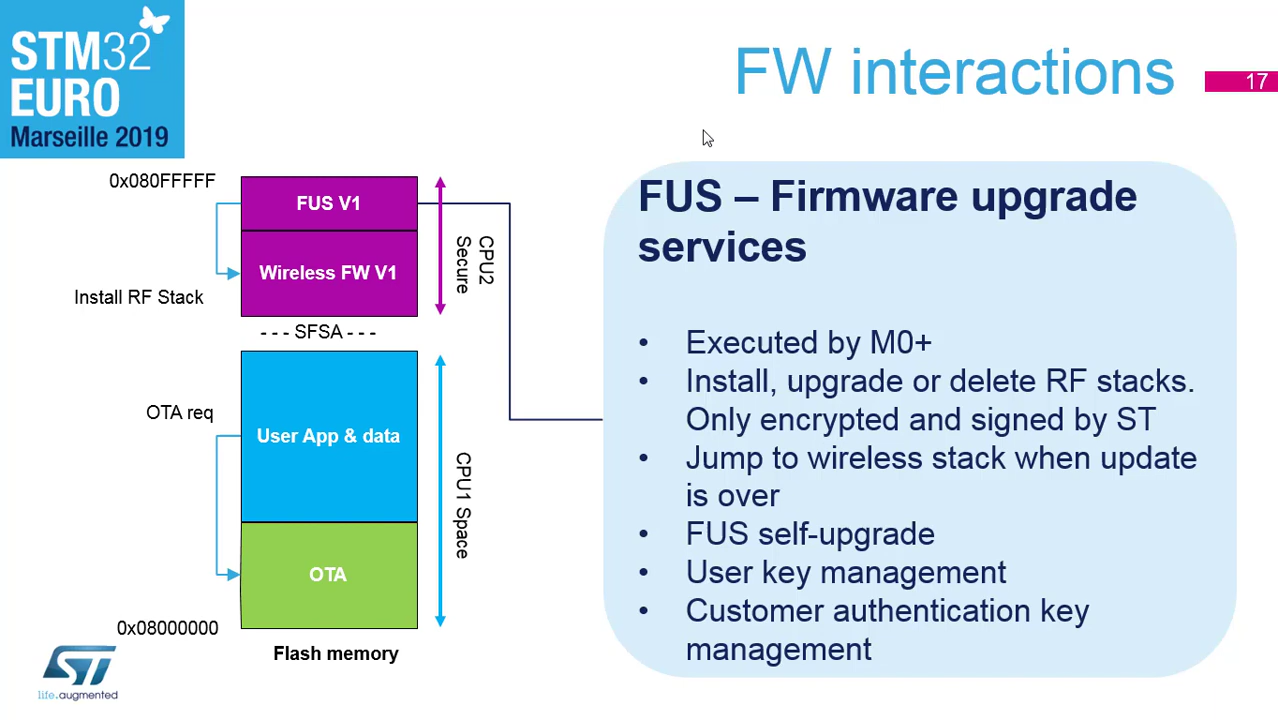 STM32
EURO
Marseille 2019
FW interactions
17
0x080FFFFF
FUS V1
Wireless FW V1
CPU2
Secure
Install RF Stack
- - - SFSA - - -
OTA req
User App & data
CPU1 Space
OTA
0x08000000
Flash memory
ST
life.augmented
FUS – Firmware upgrade
services
• Executed by M0+
• Install, upgrade or delete RF stacks.
Only encrypted and signed by ST
• Jump to wireless stack when update
is over
• FUS self-upgrade
• User key management
• Customer authentication key
management